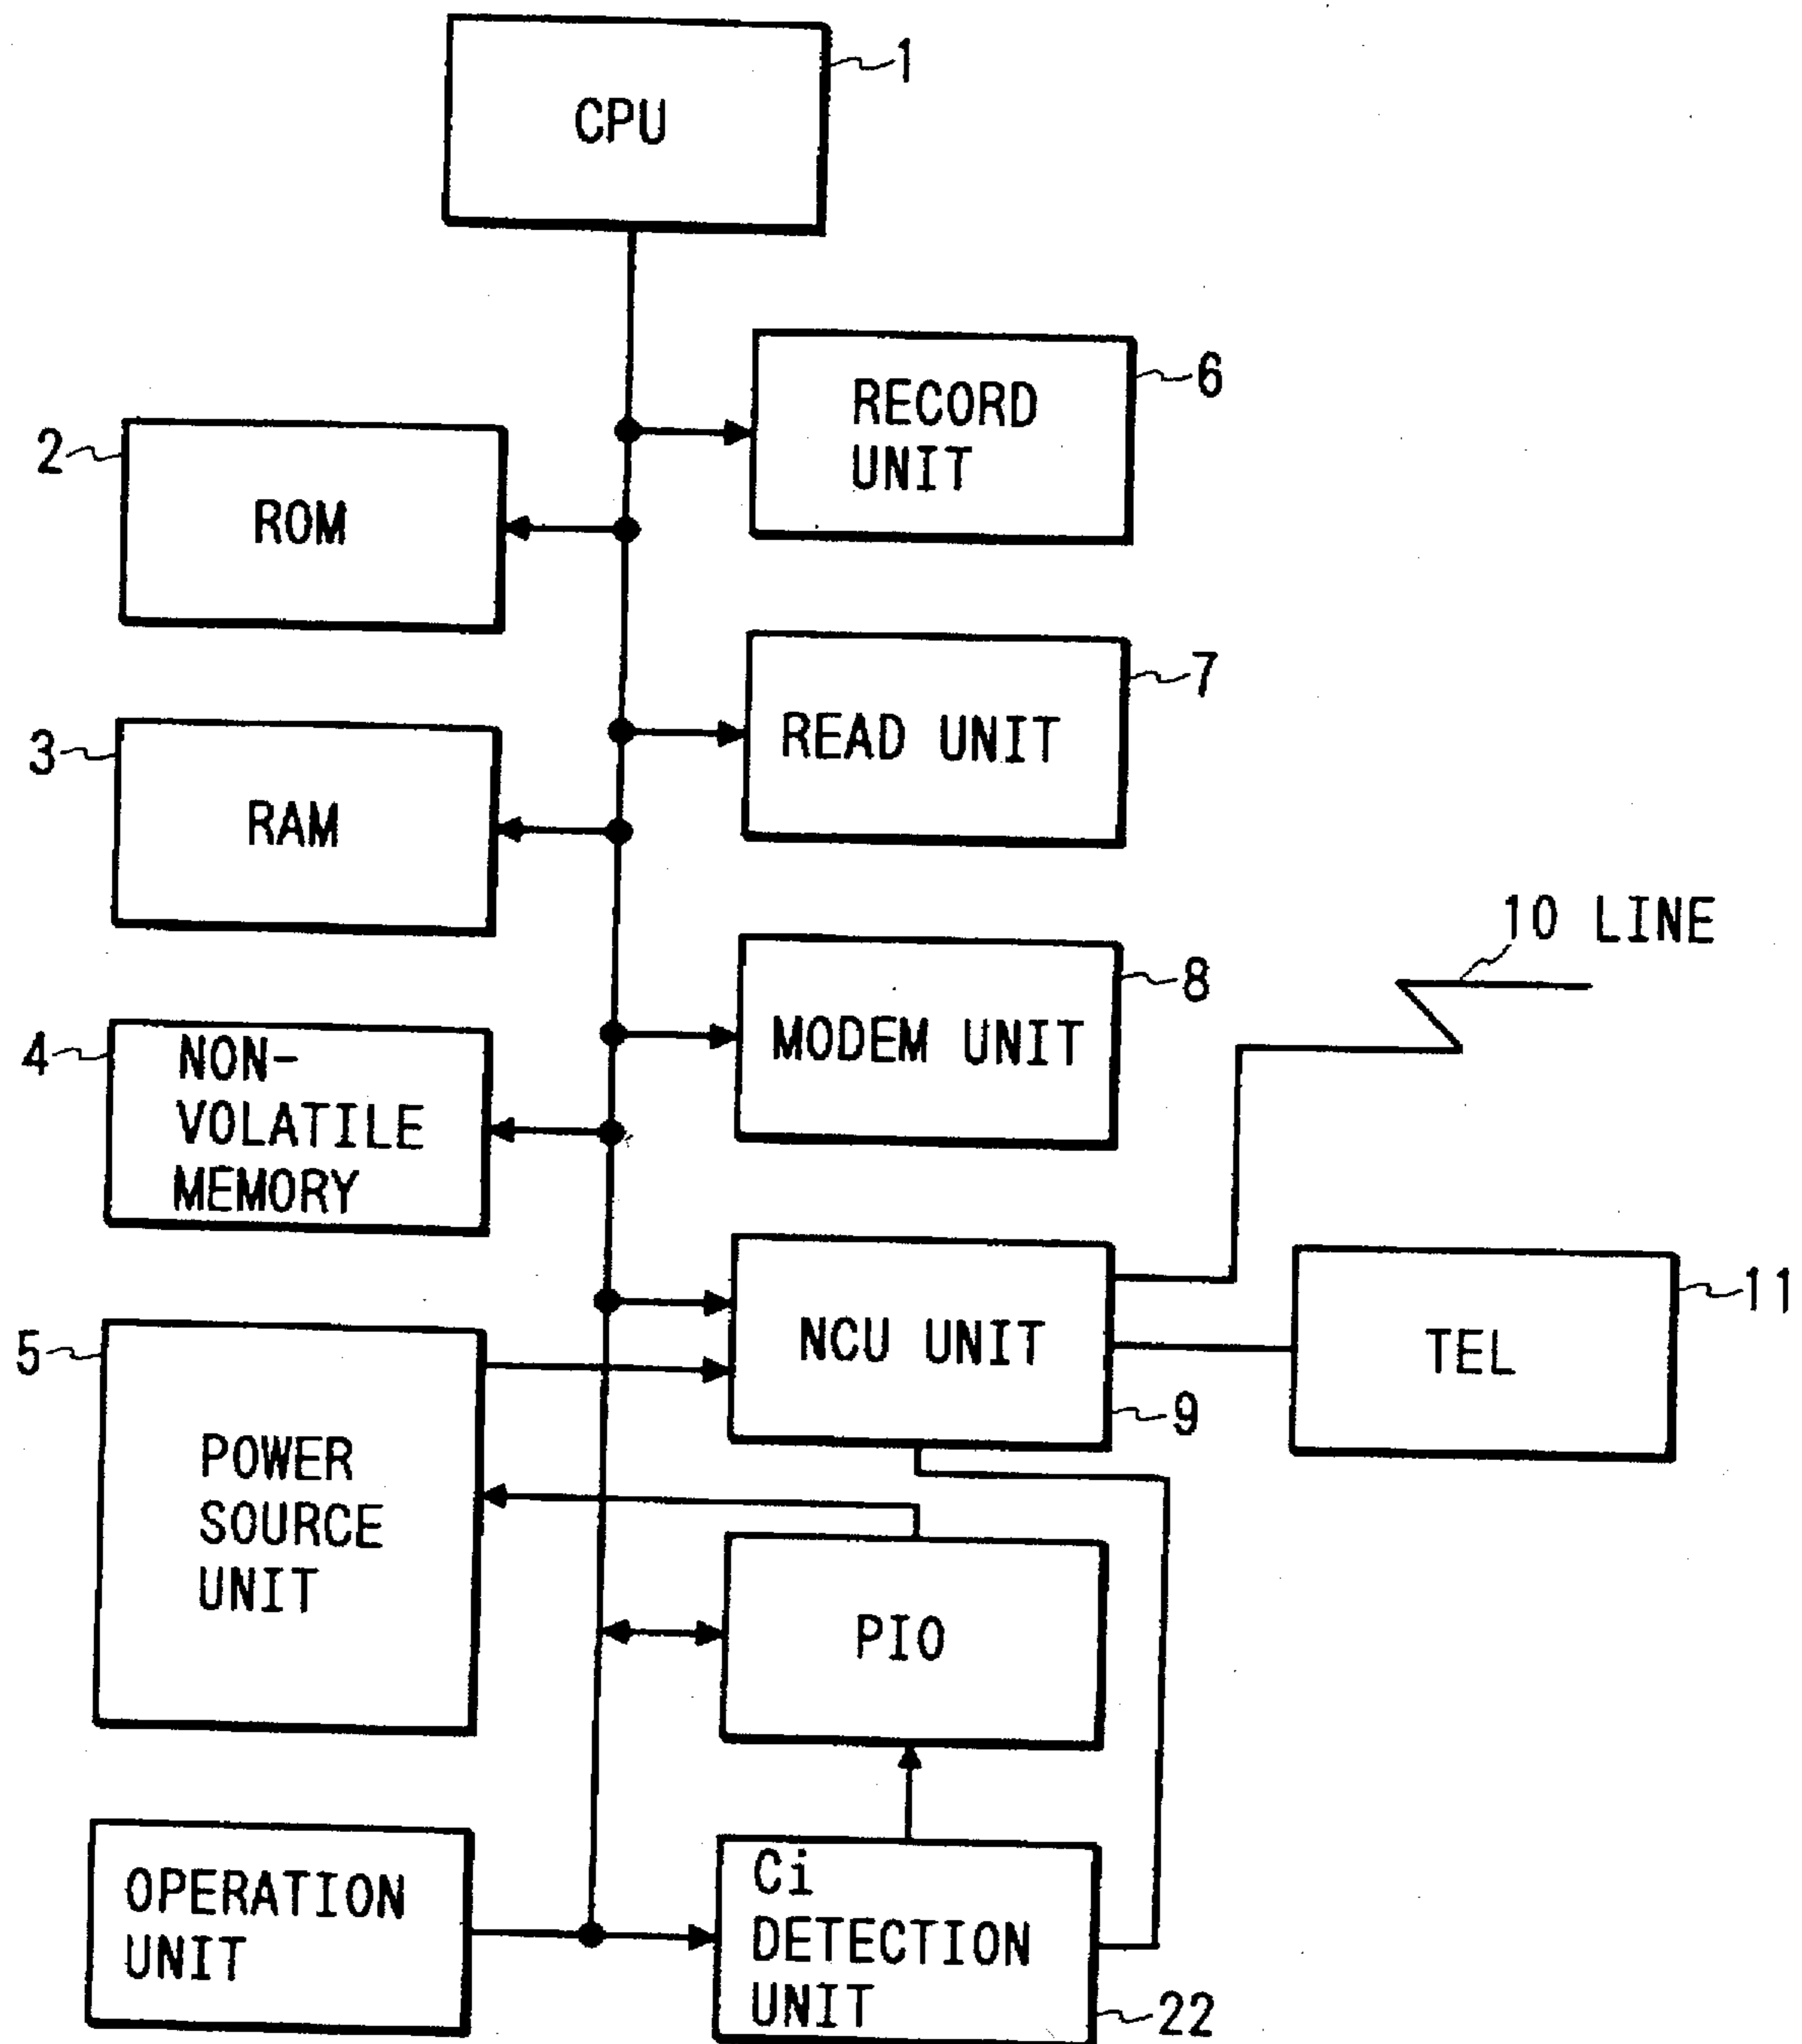 1
CPU
6
RECORD
UNIT
2
ROM
7
READ UNIT
3
RAM
10 LINE
8
MODEM UNIT
4
NON-
VOLATILE
MEMORY
11
NCU UNIT
TEL
5
9
POWER
SOURCE
UNIT
PIO
OPERATION
UNIT
Ci
DETECTION
UNIT
22